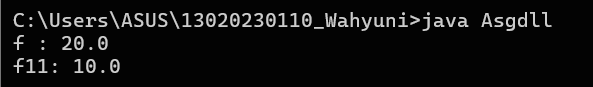 C:\Users\ASUS\13020230110_Wahyuni>java Asgdll
f : 20.0
f11: 10.0